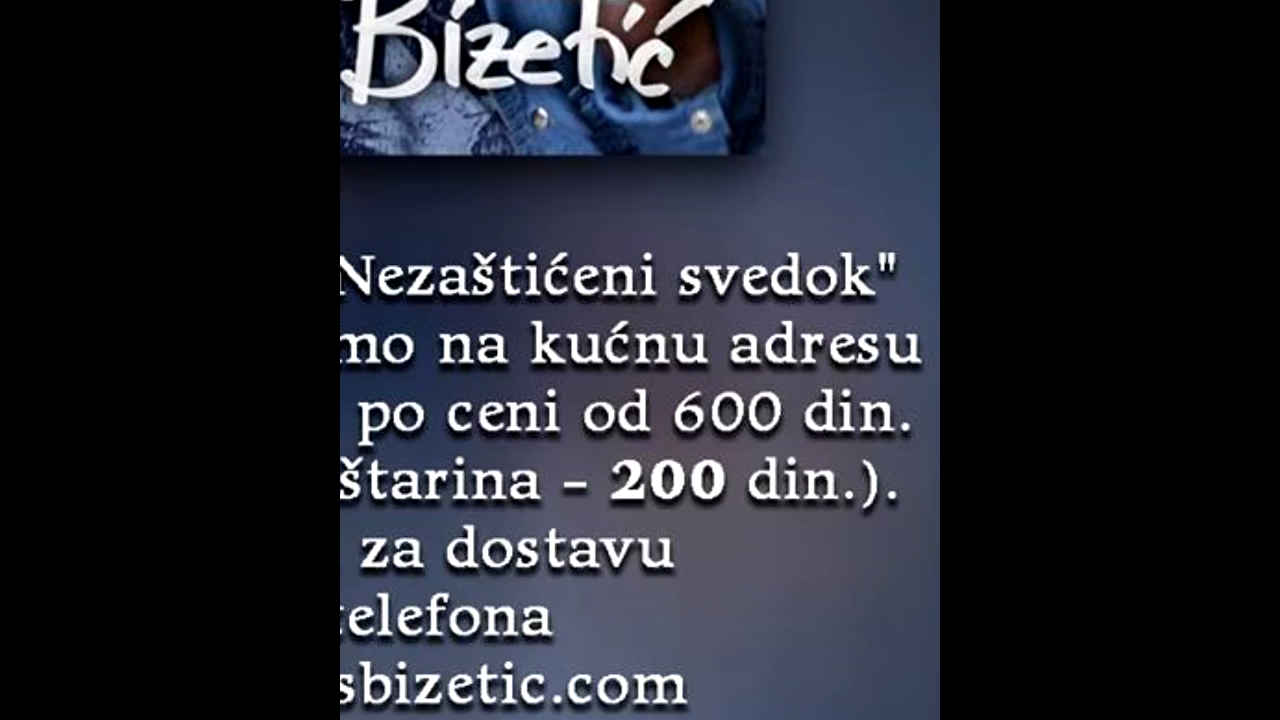 Bizetić
Nezaštićeni svedok"
mo na kućnu adresu
po ceni od 600 din.
štarina - 200 din.).
za dostavu
telefona
sbizetic.com